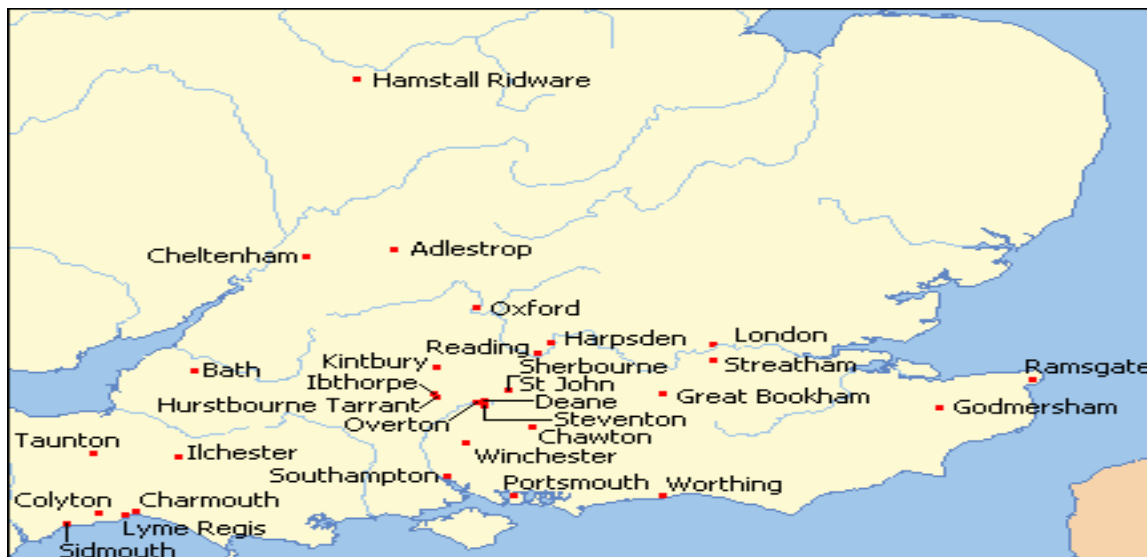 Hamstall Ridware
Cheltenham
Adlestrop
Oxford
Harpsden
London
Reading
Kintbury
Sherbourne
St John
Streatham
Bath
Ramsgate
Ibthorpe
Great Bookham
Hurstbourne Tarrant
Deane
Godmersham
Overton
Steventon
Chawton
Taunton
Ilchester
Winchester
Southampton
Portsmouth
Worthing
Colyton
Charmouth
Lyme Regis
Sidmouth